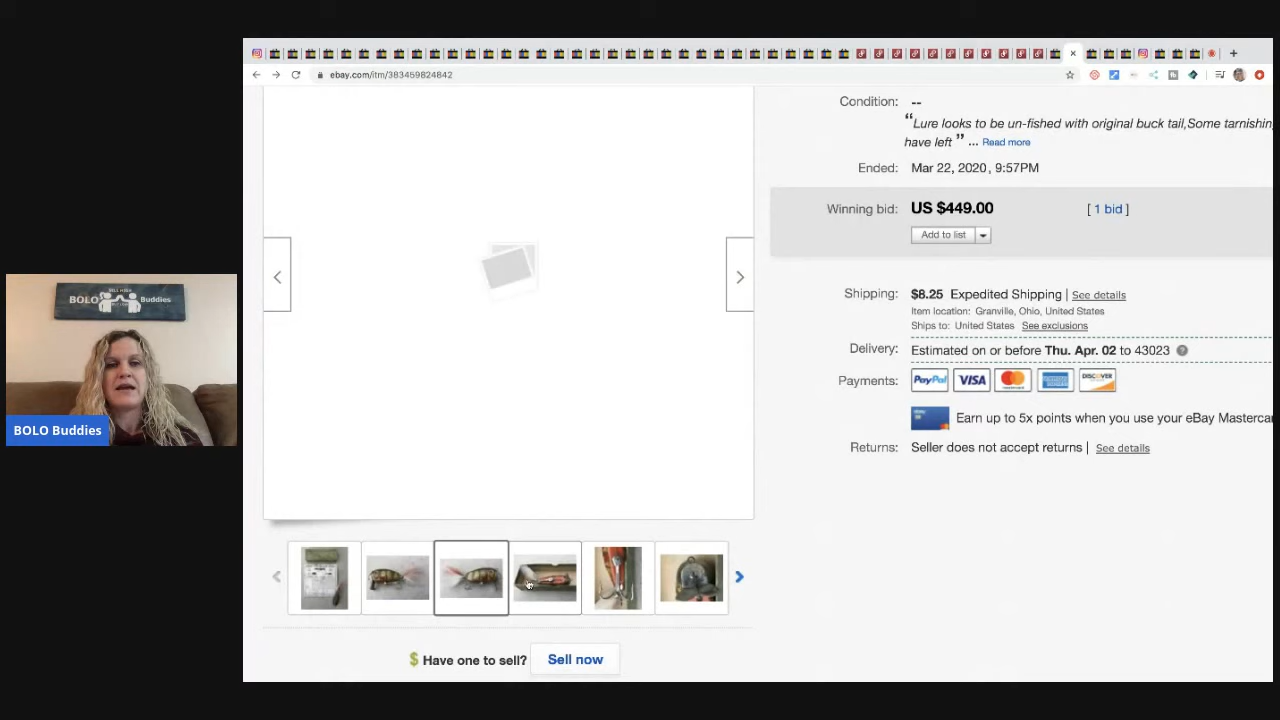 ebay.com/itm/383459824842
Condition: --
“Lure looks to be un-fished with original buck tail,Some tarnishing
have left ” ... Read more
Ended: Mar 22, 2020 , 9:57PM
Winning bid: US $449.00 [ 1 bid ]
Add to list
Shipping: $8.25 Expedited Shipping | See details
Item location: Granville, Ohio, United States
Ships to: United States See exclusions
Delivery: Estimated on or before Thu. Apr. 02 to 43023 ?
Payments: PayPal VISA MasterCard DISCOVER
Earn up to 5x points when you use your eBay Masterca
Returns: Seller does not accept returns | See details
BOLO Buddies
BOLO Buddies
$ Have one to sell? Sell now